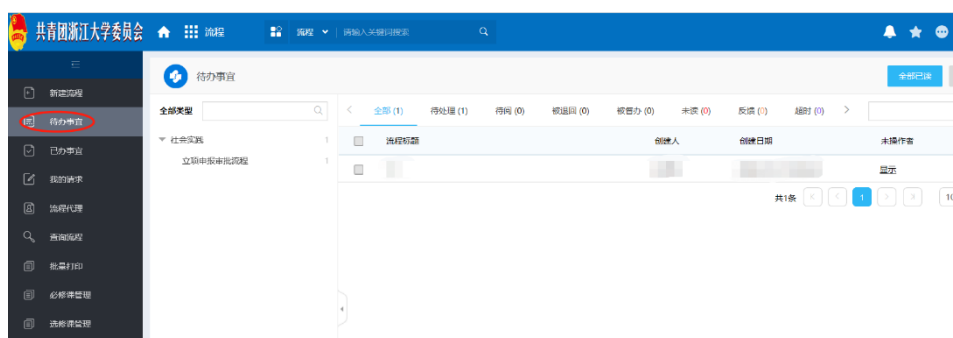 共青团浙江大学委员会 流程 流程 请输入关键词搜索
新建流程
待办事宜
已办事宜
我的请求
流程代理
查询流程
批量打印
必修课管理
选修课管理
待办事宜 全部已读
全部类型
社会实践 1
立项申报审批流程 1
全部 (1) 待处理 (1) 待阅 (0) 被退回 (0) 被督办 (0) 未读 (0) 反馈 (0) 超时 (0)
流程标题 创建人 创建日期 未操作者
显示
共1条 1 10